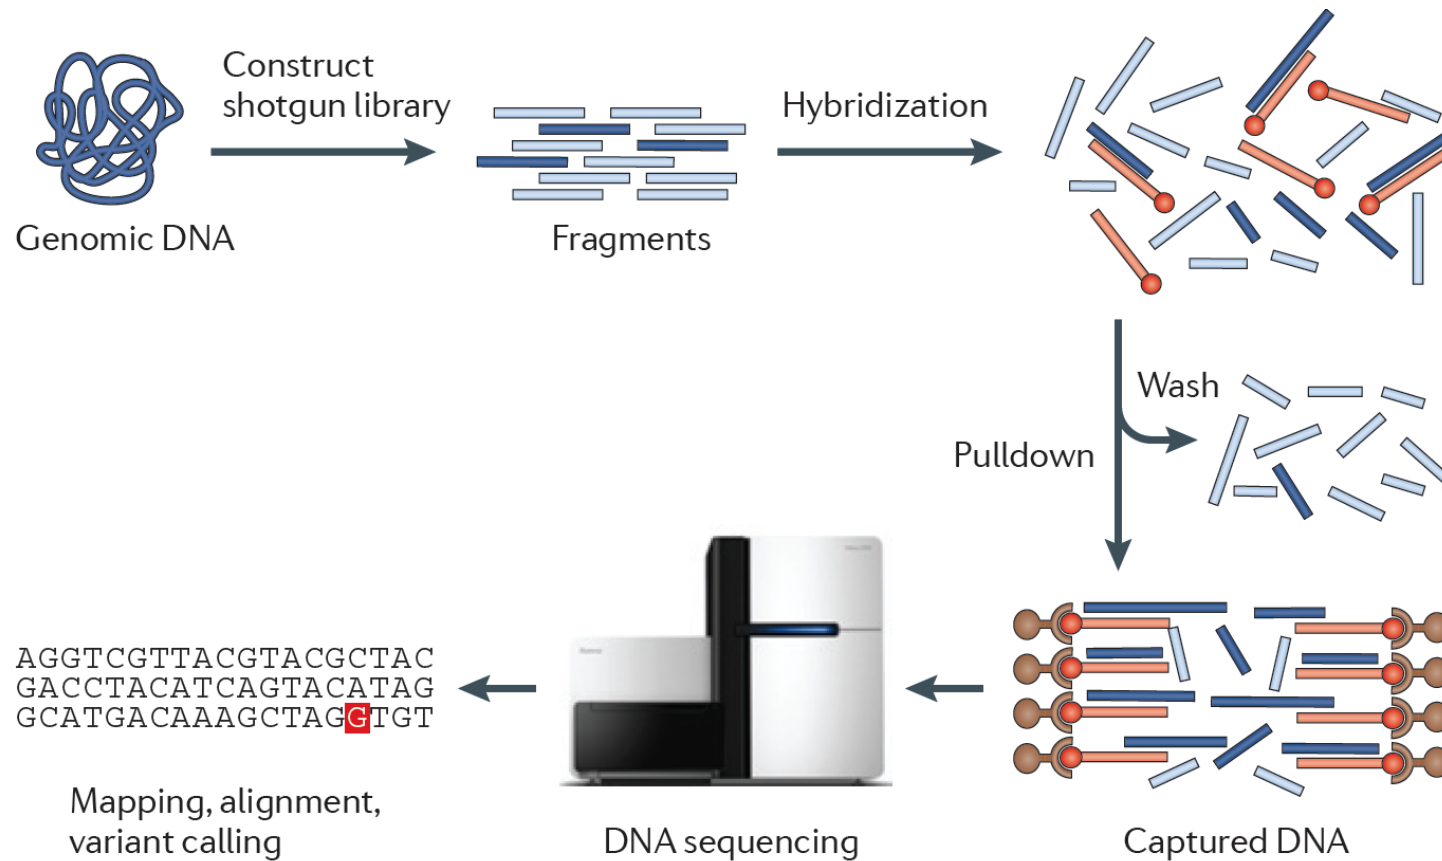 Construct
shotgun library
Hybridization
Genomic DNA
Fragments
Wash
Pulldown
AGGTCGTTACGTACGCTAC
GACCTACATCAGTACATAG
GCATGACAAAGCTAGGTGT
Mapping, alignment,
variant calling
DNA sequencing
Captured DNA